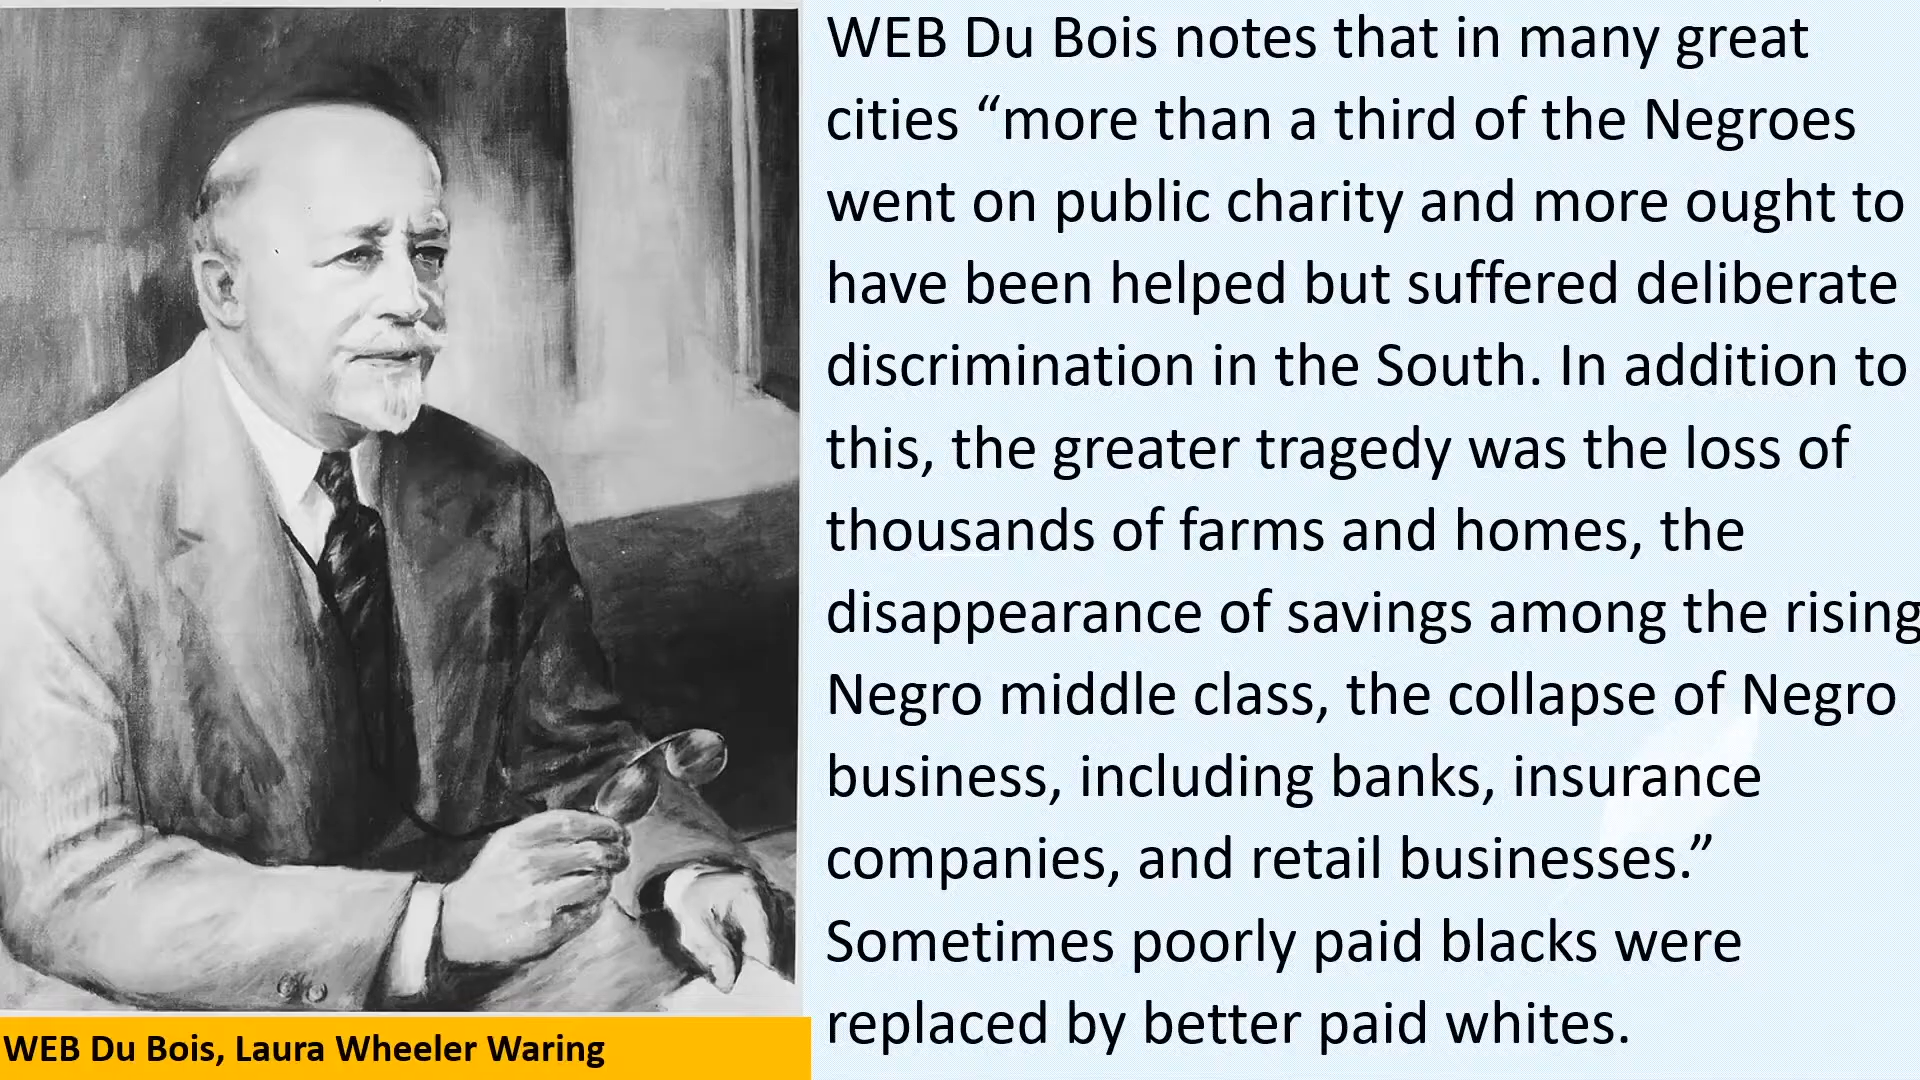 WEB Du Bois notes that in many great
cities “more than a third of the Negroes
went on public charity and more ought to
have been helped but suffered deliberate
discrimination in the South. In addition to
this, the greater tragedy was the loss of
thousands of farms and homes, the
disappearance of savings among the rising
Negro middle class, the collapse of Negro
business, including banks, insurance
companies, and retail businesses.”
Sometimes poorly paid blacks were
replaced by better paid whites.
WEB Du Bois, Laura Wheeler Waring